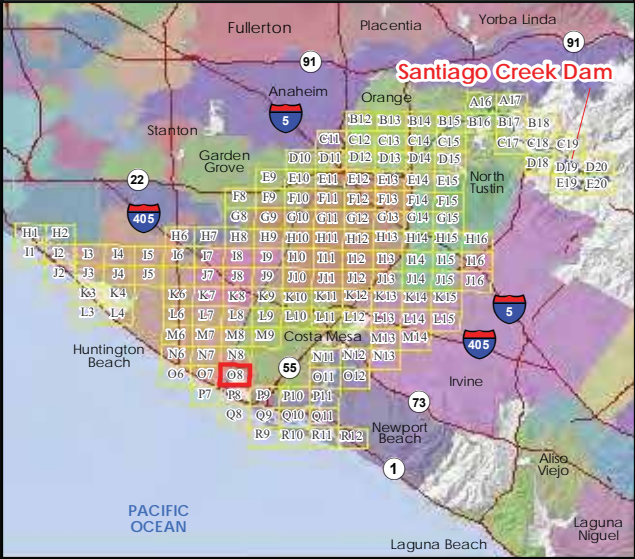 Fullerton
Placentia
Yorba Linda
91
91
Santiago Creek Dam
Anaheim
Orange
A16 A17
5
B12 B13 B14 B15 B16 B17 B18
Stanton
C11 C12 C13 C14 C15 C17 C18 C19
Garden
Grove
D10 D11 D12 D13 D14 D15 D18 D19 D20
22
E9 E10 E11 E12 E13 E14 E15 E19 E20
North
Tustin
F8 F9 F10 F11 F12 F13 F14 F15
405
G8 G9 G10 G11 G12 G13 G14 G15
H1 H2 H6 H7 H8 H9 H10 H11 H12 H13 H14 H15 H16
I1 I2 I3 I4 I5 I6 I7 I8 I9 I10 I11 I12 I13 I14 I15 I16
J2 J3 J4 J5 J7 J8 J9 J10 J11 J12 J13 J14 J15 J16
K3 K4 K6 K7 K8 K9 K10 K11 K12 K13 K14 K15
5
L3 L4 L6 L7 L8 L9 L10 L11 L12 L13 L14 L15
M6 M7 M8 M9 Costa Mesa M13 M14
405
Huntington
Beach
N6 N7 N8 N11 N12 N13
55
O6 O7 O8 O11 O12
Irvine
P7 P8 P9 P10 P11
73
Q8 Q9 Q10 Q11
Newport
Beach
R9 R10 R11 R12
1
Aliso
Viejo
PACIFIC
OCEAN
Laguna
Niguel
Laguna Beach